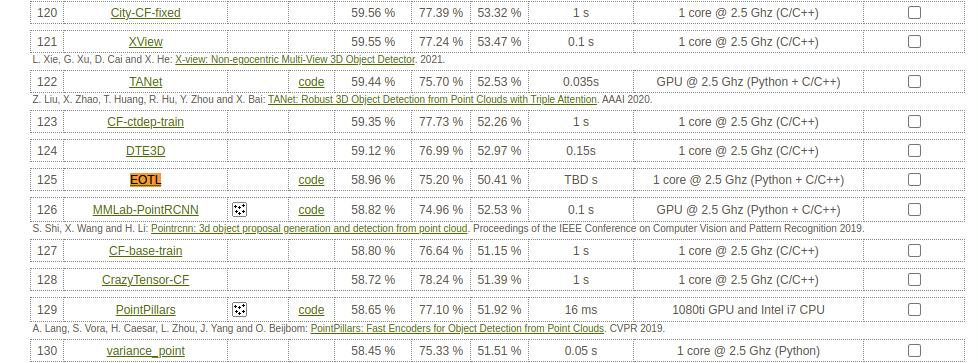 120 City-CF-fixed 59.56 % 77.39 % 53.32 % 1 s 1 core @ 2.5 Ghz (C/C++)
121 XView 59.55 % 77.24 % 53.47 % 0.1 s 1 core @ 2.5 Ghz (C/C++)
L. Xie, G. Xu, D. Cai and X. He: X-view: Non-egocentric Multi-View 3D Object Detector. 2021.
122 TANet code 59.44 % 75.70 % 52.53 % 0.035s GPU @ 2.5 Ghz (Python + C/C++)
Z. Liu, X. Zhao, T. Huang, R. Hu, Y. Zhou and X. Bai: TANet: Robust 3D Object Detection from Point Clouds with Triple Attention. AAAI 2020.
123 CF-ctdep-train 59.35 % 77.73 % 52.26 % 1 s 1 core @ 2.5 Ghz (C/C++)
124 DTE3D 59.12 % 76.99 % 52.97 % 0.15s 1 core @ 2.5 Ghz (C/C++)
125 EOTL code 58.96 % 75.20 % 50.41 % TBD s 1 core @ 2.5 Ghz (Python + C/C++)
126 MMLab-PointRCNN code 58.82 % 74.96 % 52.53 % 0.1 s GPU @ 2.5 Ghz (Python + C/C++)
S. Shi, X. Wang and H. Li: Pointrcnn: 3d object proposal generation and detection from point cloud. Proceedings of the IEEE Conference on Computer Vision and Pattern Recognition 2019.
127 CF-base-train 58.80 % 76.64 % 51.15 % 1 s 1 core @ 2.5 Ghz (C/C++)
128 CrazyTensor-CF 58.72 % 78.24 % 51.39 % 1 s 1 core @ 2.5 Ghz (C/C++)
129 PointPillars code 58.65 % 77.10 % 51.92 % 16 ms 1080ti GPU and Intel i7 CPU
A. Lang, S. Vora, H. Caesar, L. Zhou, J. Yang and O. Beijbom: PointPillars: Fast Encoders for Object Detection from Point Clouds. CVPR 2019.
130 variance_point 58.45 % 75.33 % 51.51 % 0.05 s 1 core @ 2.5 Ghz (Python)